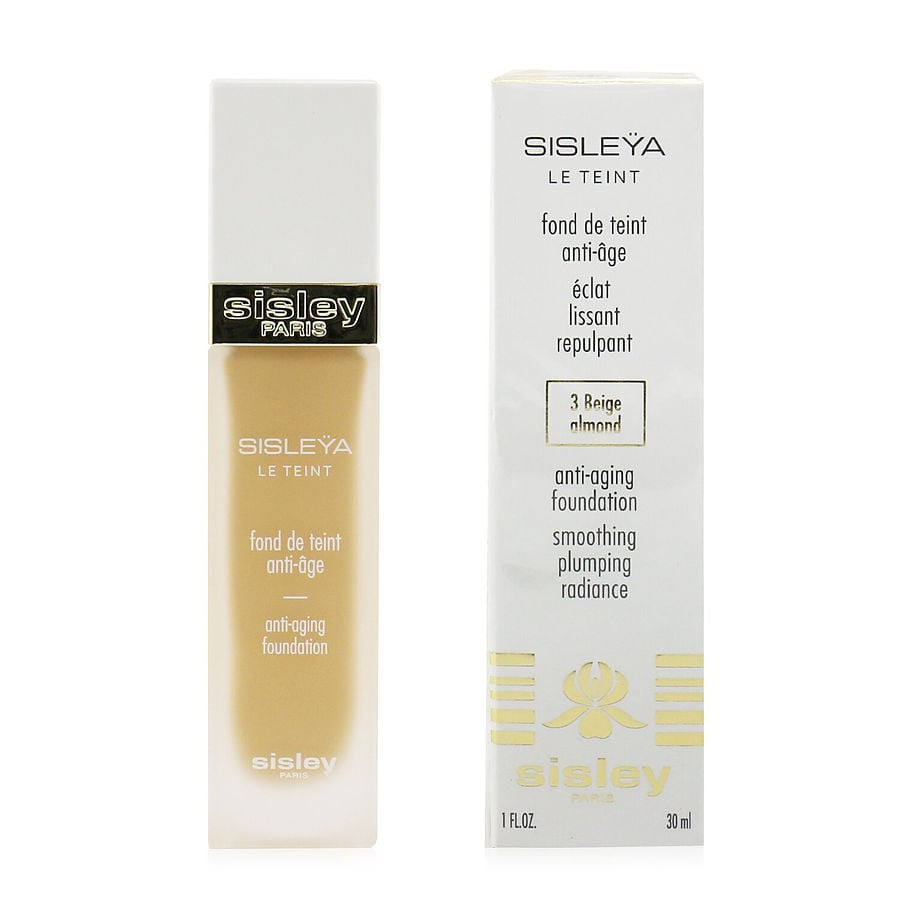 sisley
PARIS
SISLEŸA
LE TEINT
fond de teint
anti-âge
anti-aging
foundation
sisley
PARIS
SISLEŸA
LE TEINT
fond de teint
anti-âge
éclat
lissant
repulpant
3 Beige
almond
anti-aging
foundation
smoothing
plumping
radiance
sisley
PARIS
1 FL.OZ. 30 ml